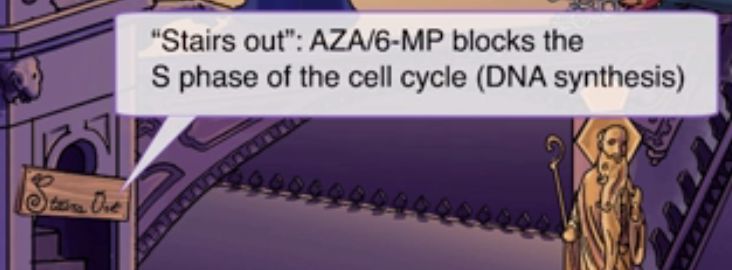 “Stairs out”: AZA/6-MP blocks the
S phase of the cell cycle (DNA synthesis)
Stairs Out